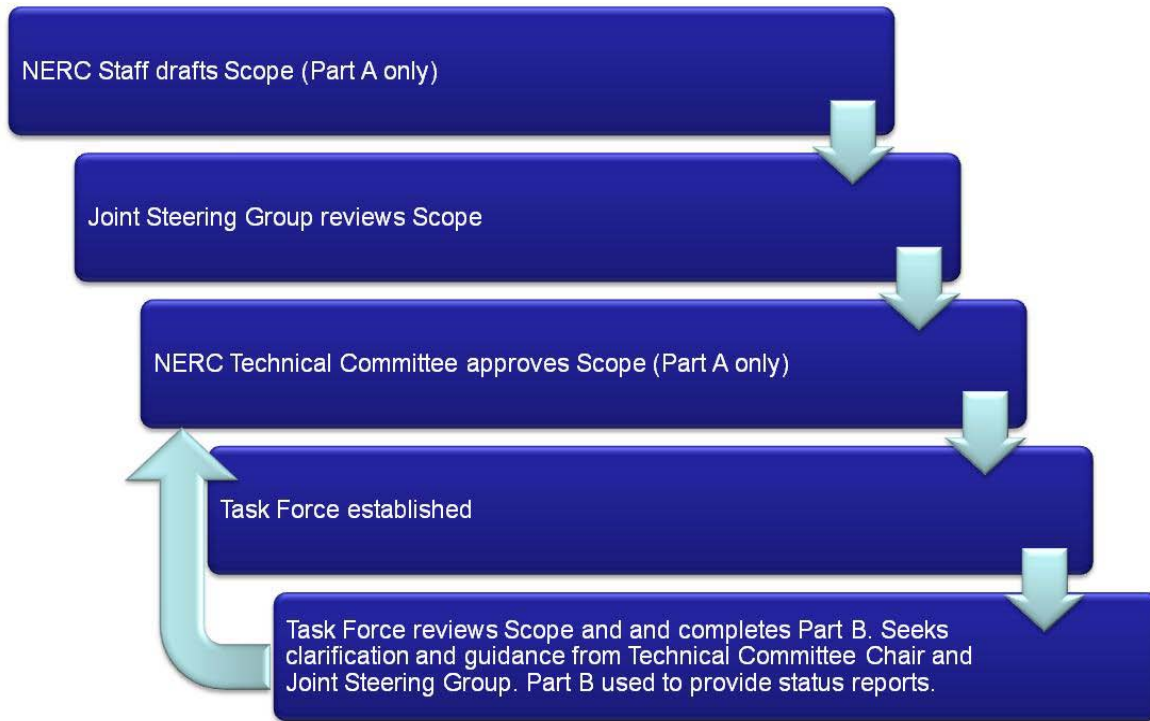 NERC Staff drafts Scope (Part A only)
Joint Steering Group reviews Scope
NERC Technical Committee approves Scope (Part A only)
Task Force established
Task Force reviews Scope and and completes Part B. Seeks
clarification and guidance from Technical Committee Chair and
Joint Steering Group. Part B used to provide status reports.